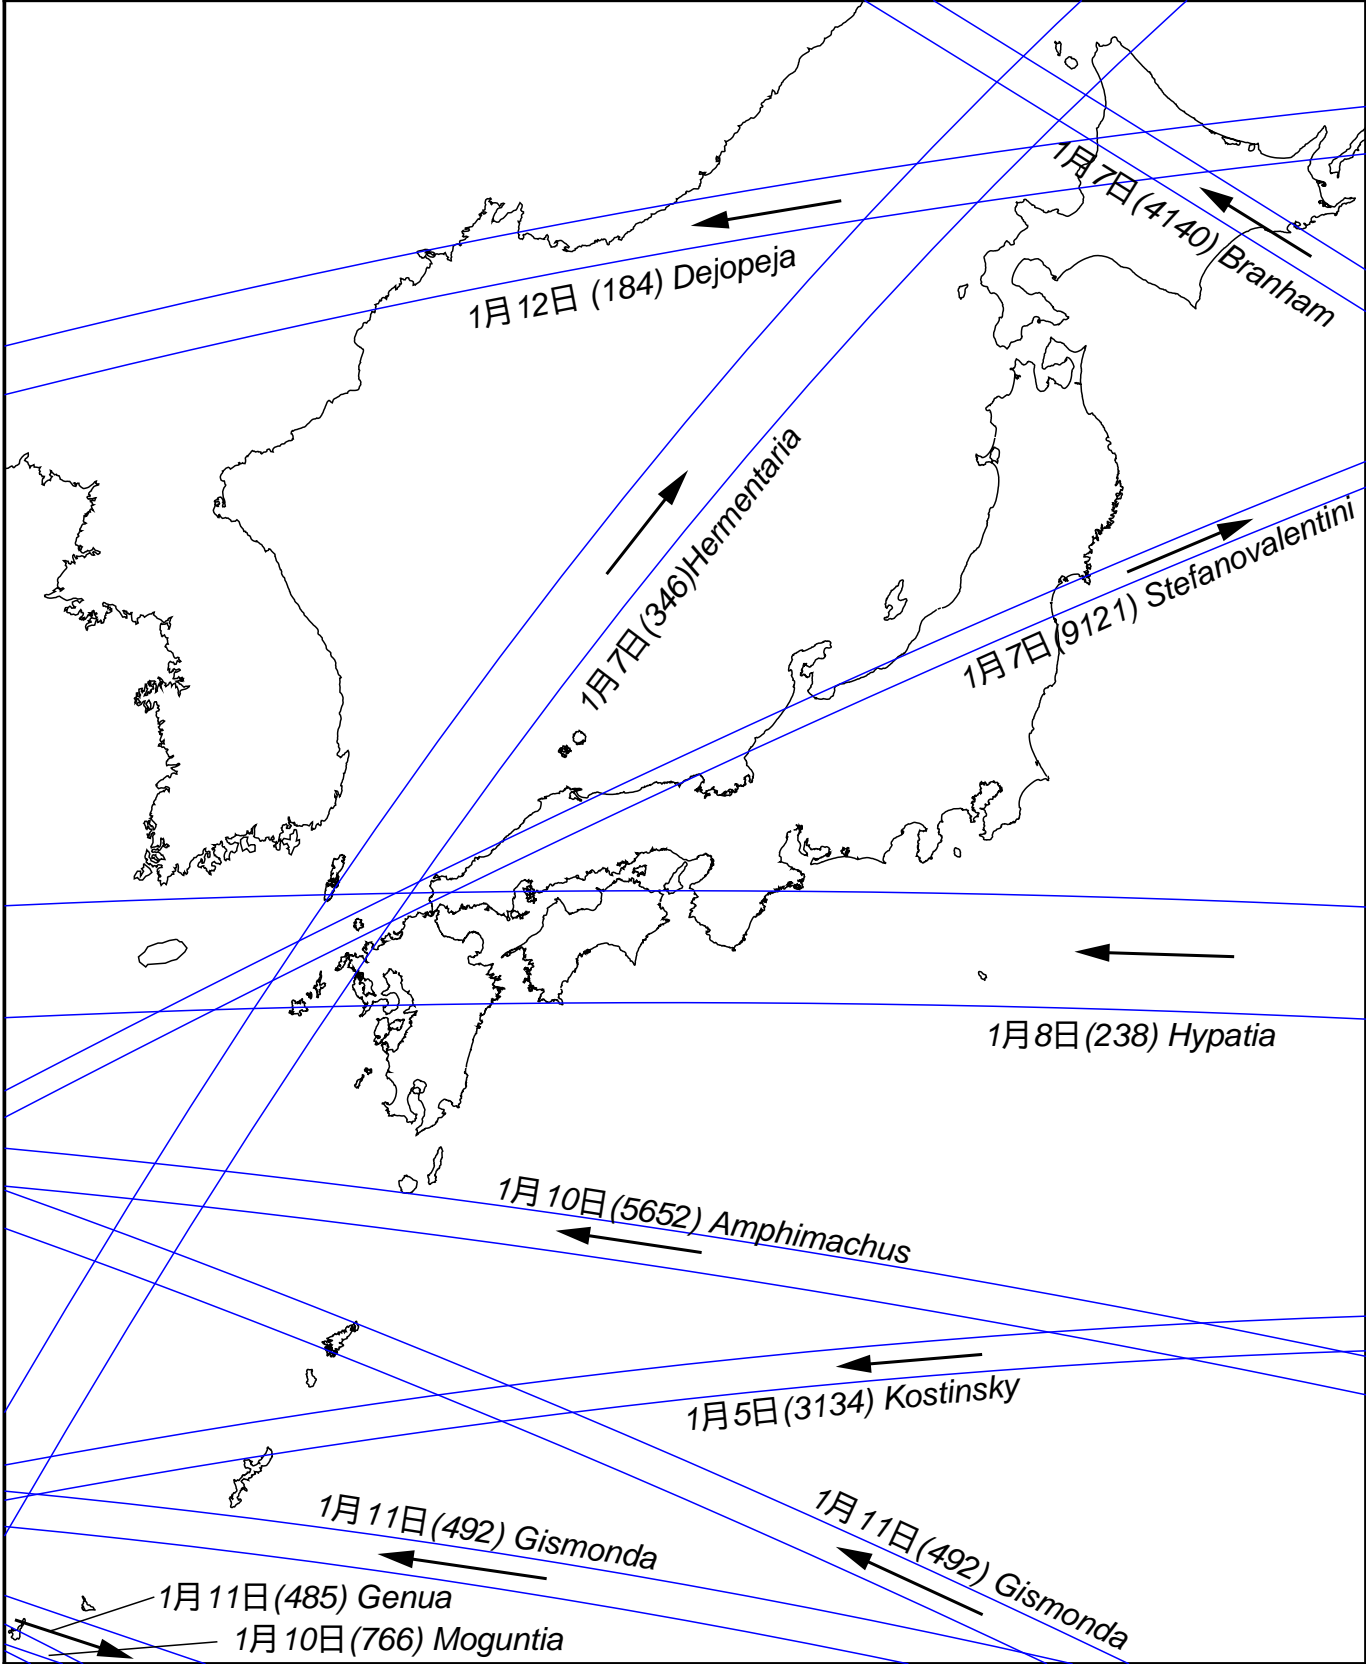 1月7日(4140) Branham
1月12日 (184) Dejopeja
1月7日(346)Hermentaria
1月7日(9121) Stefanovalentini
1月8日(238) Hypatia
1月10日(5652) Amphimachus
1月5日(3134) Kostinsky
1月11日(492) Gismonda
1月11日(492) Gismonda
1月11日(485) Genua
1月10日(766) Moguntia